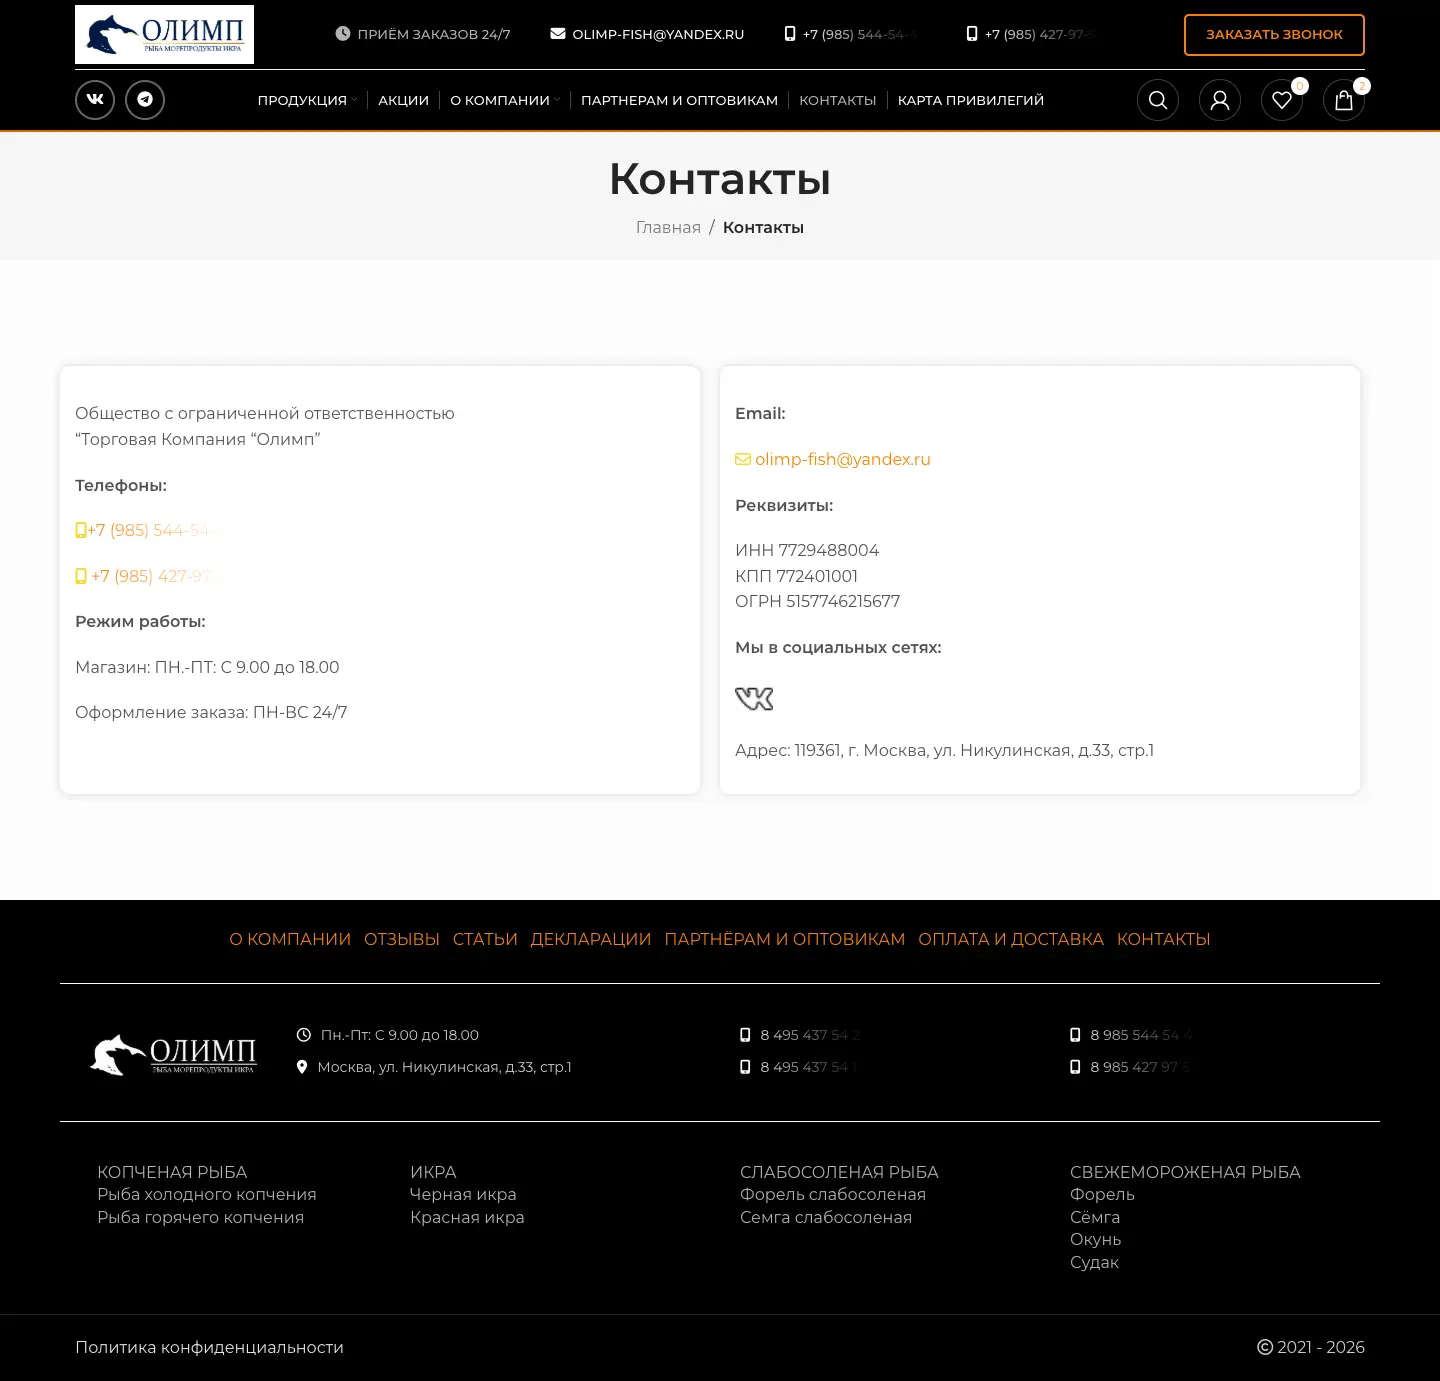 ОЛИМП
РЫБА МОРЕПРОДУКТЫ ИКРА
ПРИЁМ ЗАКАЗОВ 24/7
OLIMP-FISH@YANDEX.RU
+7 (985) 544-54-
+7 (985) 427-97-
ЗАКАЗАТЬ ЗВОНОК
ПРОДУКЦИЯ
АКЦИИ
О КОМПАНИИ
ПАРТНЕРАМ И ОПТОВИКАМ
КОНТАКТЫ
КАРТА ПРИВИЛЕГИЙ
0
2
Контакты
Главная / Контакты
Общество с ограниченной ответственностью
“Торговая Компания “Олимп”
Телефоны:
+7 (985) 544-54-
+7 (985) 427-97
Режим работы:
Магазин: ПН.-ПТ: С 9.00 до 18.00
Оформление заказа: ПН-ВС 24/7
Email:
olimp-fish@yandex.ru
Реквизиты:
ИНН 7729488004
КПП 772401001
ОГРН 5157746215677
Мы в социальных сетях:
Адрес: 119361, г. Москва, ул. Никулинская, д.33, стр.1
О КОМПАНИИ ОТЗЫВЫ СТАТЬИ ДЕКЛАРАЦИИ ПАРТНЁРАМ И ОПТОВИКАМ ОПЛАТА И ДОСТАВКА КОНТАКТЫ
ОЛИМП
РЫБА МОРЕПРОДУКТЫ ИКРА
Пн.-Пт: С 9.00 до 18.00
Москва, ул. Никулинская, д.33, стр.1
8 495 437 54 2
8 495 437 54 1
8 985 544 54 4
8 985 427 97 5
КОПЧЕНАЯ РЫБА
Рыба холодного копчения
Рыба горячего копчения
ИКРА
Черная икра
Красная икра
СЛАБОСОЛЕНАЯ РЫБА
Форель слабосоленая
Семга слабосоленая
СВЕЖЕМОРОЖЕНАЯ РЫБА
Форель
Сёмга
Окунь
Судак
Политика конфиденциальности
© 2021 - 2026